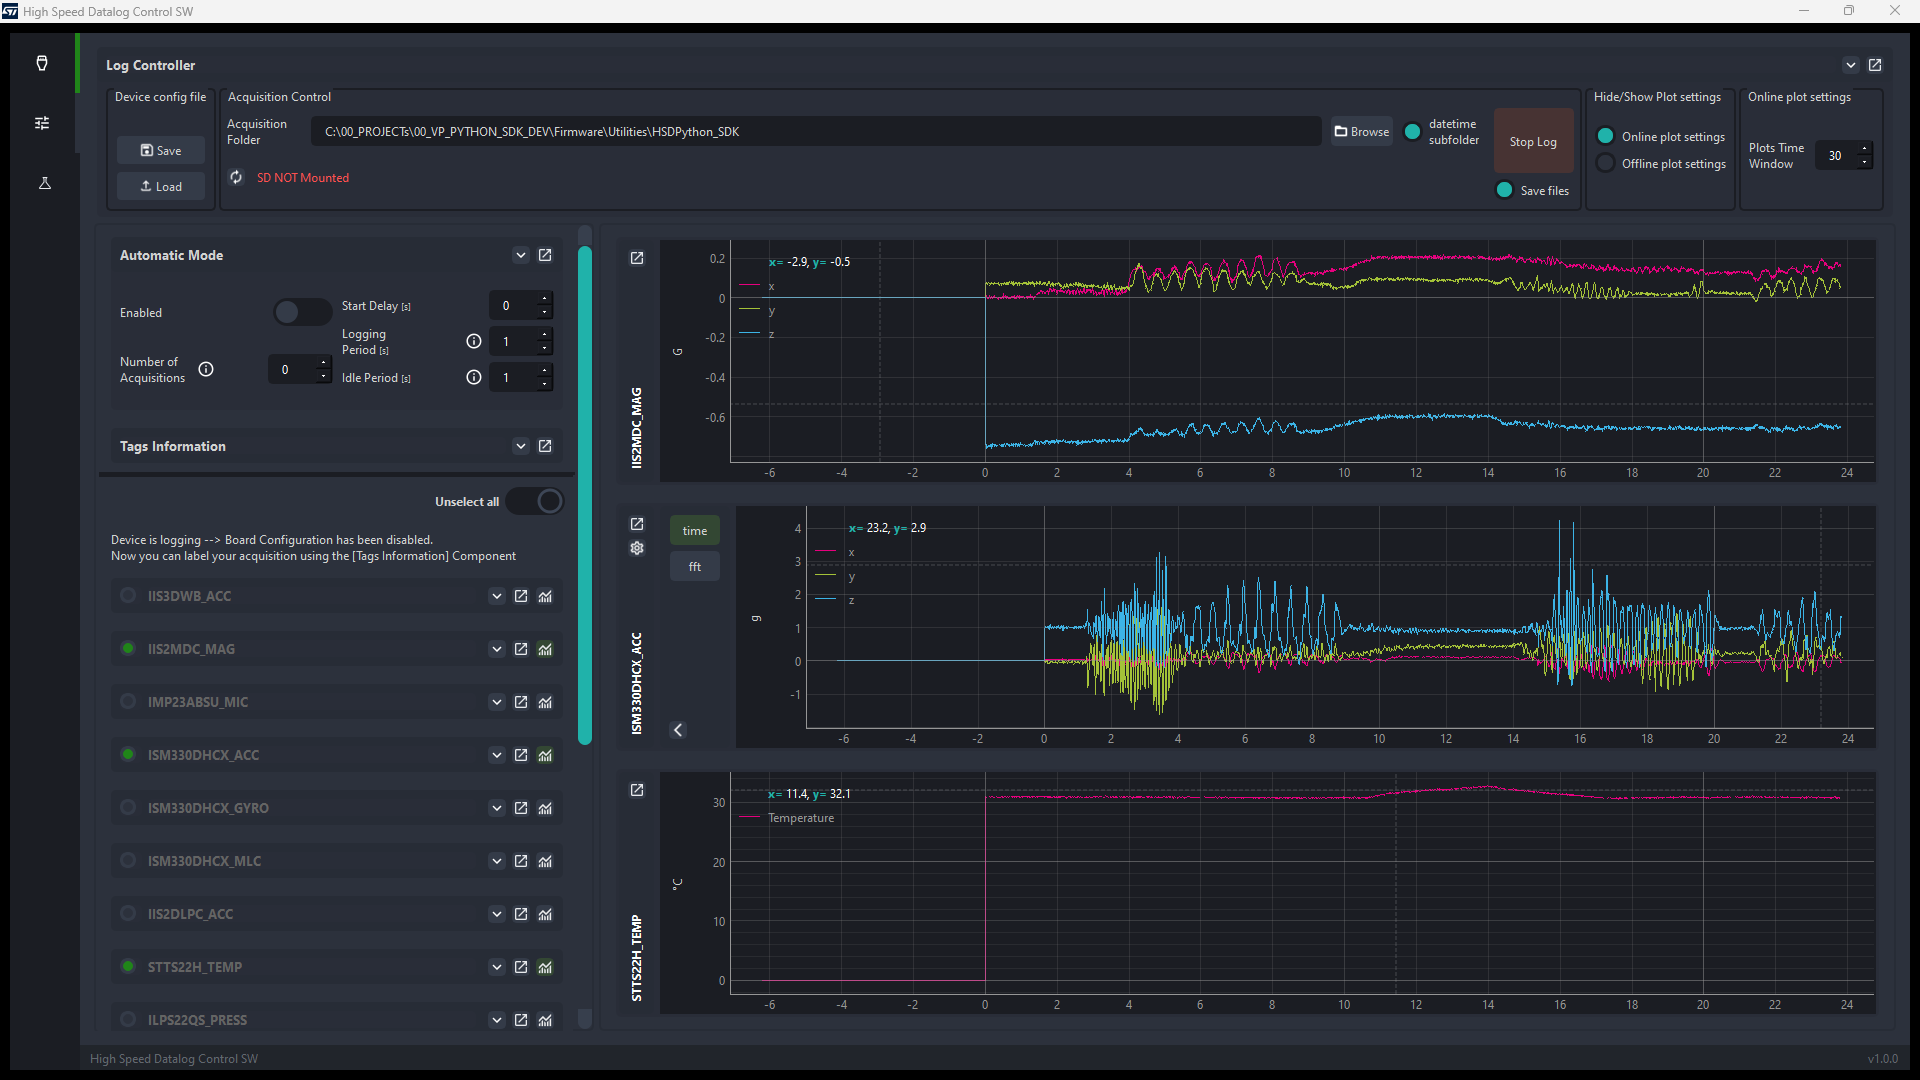 High Speed Datalog Control SW
Log Controller
Device config file
Save
Load
Acquisition Control
Acquisition
Folder
C:\00_PROJECTs\00_VP_PYTHON_SDK_DEV\Firmware\Utilities\HSDPython_SDK
Browse
datetime
subfolder
SD NOT Mounted
Stop Log
Save files
Hide/Show Plot settings
Online plot settings
Offline plot settings
Online plot settings
Plots Time
Window
30
Automatic Mode
Enabled
Start Delay [s]
0
Logging
Period [s]
1
Number of
Acquisitions
0
Idle Period [s]
1
Tags Information
Unselect all
Device is logging --> Board Configuration has been disabled.
Now you can label your acquisition using the [Tags Information] Component
IIS3DWB_ACC
IIS2MDC_MAG
IMP23ABSU_MIC
ISM330DHCX_ACC
ISM330DHCX_GYRO
ISM330DHCX_MLC
IIS2DLPC_ACC
STTS22H_TEMP
ILPS22QS_PRESS
IIS2MDC_MAG
G
x= -2.9, y= -0.5
x
y
z
0.2
0
-0.2
-0.4
-0.6
-6 -4 -2 0 2 4 6 8 10 12 14 16 18 20 22 24
ISM330DHCX_ACC
time
fft
g
x= 23.2, y= 2.9
x
y
z
4
3
2
1
0
-1
-6 -4 -2 0 2 4 6 8 10 12 14 16 18 20 22 24
STTS22H_TEMP
°C
x= 11.4, y= 32.1
Temperature
30
20
10
0
-6 -4 -2 0 2 4 6 8 10 12 14 16 18 20 22 24
High Speed Datalog Control SW
v1.0.0